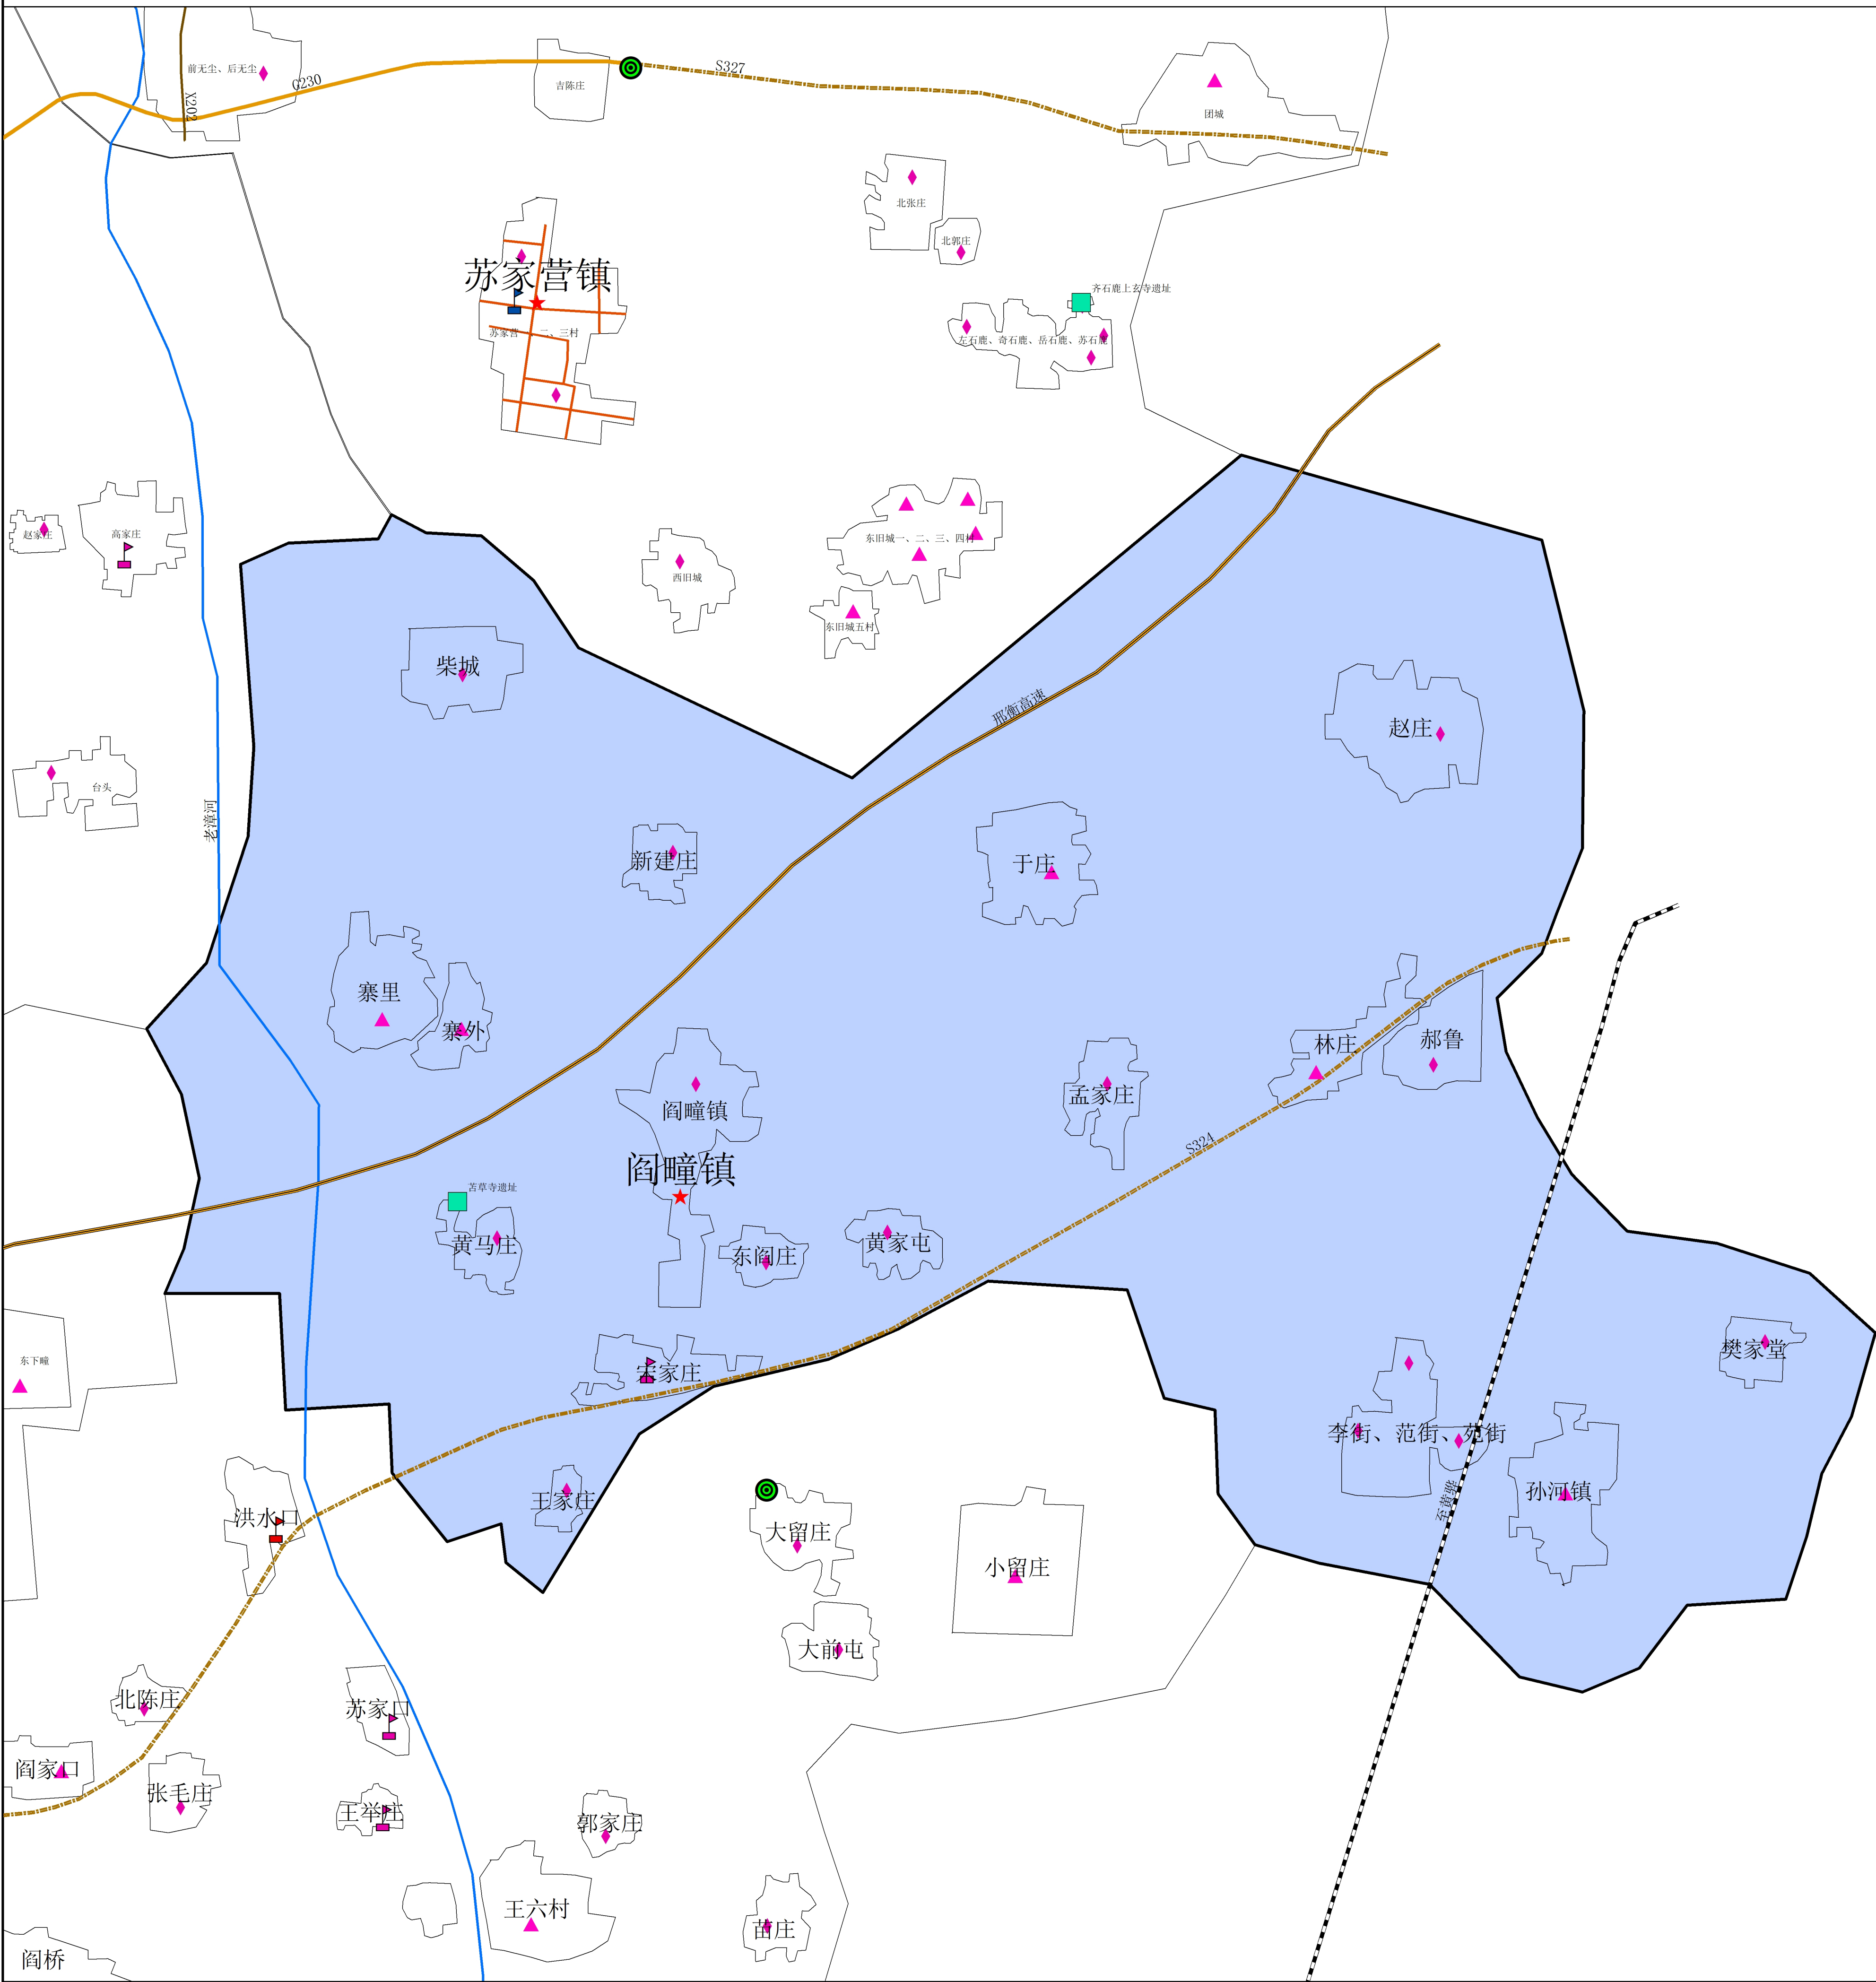 前无尘、后无尘
X202
G230
吉陈庄
S327
团城
北张庄
北郭庄
苏家营镇
苏家营一、二、三村
齐石鹿上玄寺遗址
左石鹿、奇石鹿、岳石鹿、苏石鹿
赵家庄
高家庄
西旧城
东旧城一、二、三、四村
东旧城五村
柴城
邢衡高速
赵庄
台头
老漳河
新建庄
于庄
寨里
寨外
林庄
郝鲁
阎疃镇
孟家庄
S324
阎疃镇
苫草寺遗址
黄马庄
东阎庄
黄家屯
东下疃
宋家庄
樊家堂
李街、范街、苑街
王家庄
孙河镇
至黄骅
洪水口
大留庄
小留庄
大前屯
北陈庄
苏家口
阎家口
张毛庄
王举庄
郭家庄
王六村
苗庄
阎桥